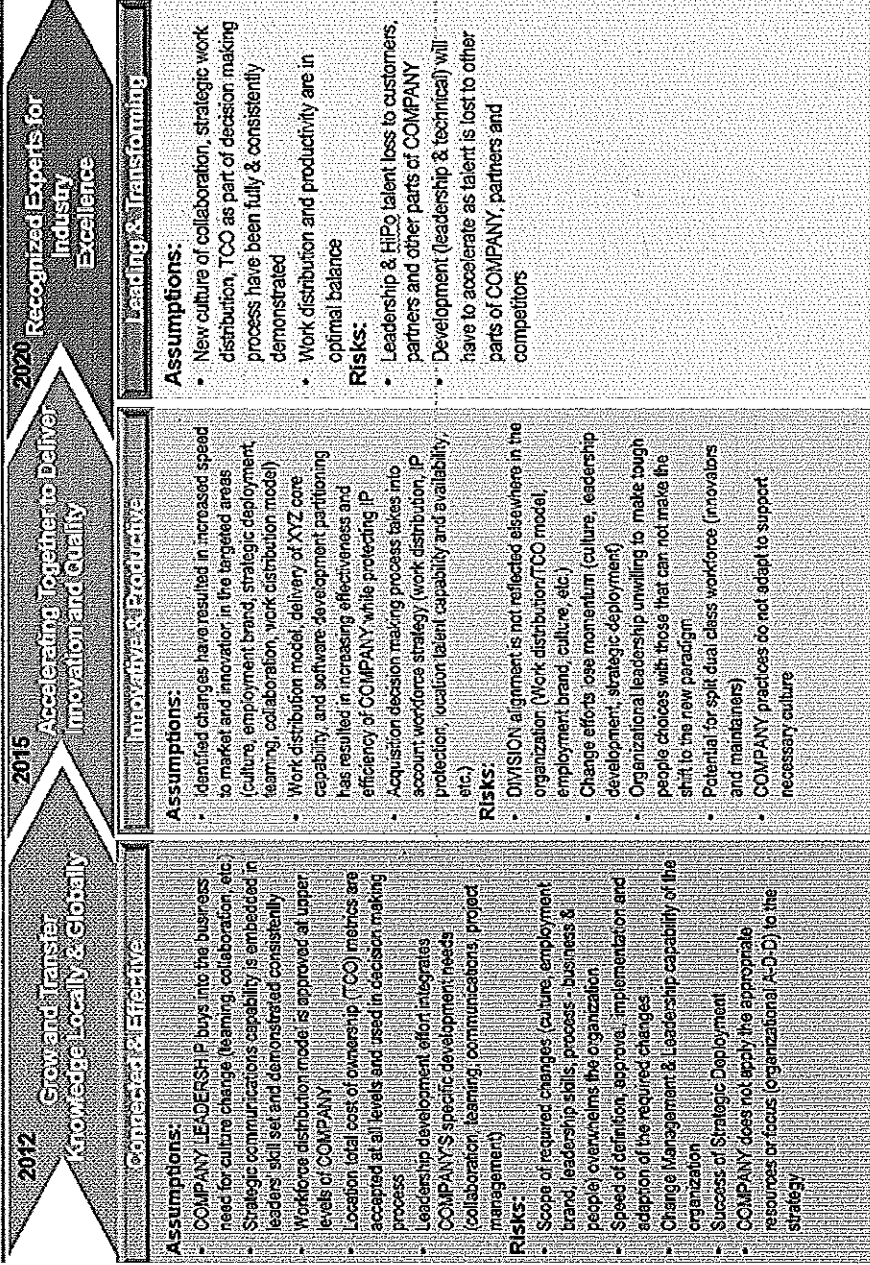 2012
Grow and Transfer
Knowledge Locally & Globally
2015
Accelerating Together to Deliver
Innovation and Quality
2020
Recognized Experts for
Industry
Excellence
Connected & Effective
Assumptions:
• COMPANY LEADERSHIP buys into the business
need for culture change (learning, collaboration, etc.)
• Strategic communications capability is embedded in
leaders' skill set and demonstrated consistently
• Workforce distribution model is approved at upper
levels of COMPANY
• Location total cost of ownership (TCO) metrics are
accepted at all levels and used in decision making
process
• Leadership development effort integrates
COMPANY'S specific development needs
(collaboration, learning, communications, project
management)
Risks:
• Scope of required changes (culture, employment
brand, leadership skills, process - business &
people) overwhelms the organization
• Speed of definition, approval, implementation and
adaption of the required changes
• Change Management & Leadership capability of the
organization
• Success of Strategic Deployment
• COMPANY does not apply the appropriate
resources or focus (organizational A-D-D) to the
strategy
Innovative & Productive
Assumptions:
• Identified changes have resulted in increased speed
to market and innovation in the targeted areas
(culture, employment brand, strategic deployment,
learning, collaboration, work distribution model)
• Work distribution model, delivery of XYZ core
capability, and software development partitioning
has resulted in increasing effectiveness and
efficiency of COMPANY while protecting IP
• Acquisition decision making process takes into
account workforce strategy (work distribution, IP
protection, location talent capability and availability,
etc.)
Risks:
• DIVISION alignment is not reflected elsewhere in the
organization (Work distribution/TCO model,
employment brand, culture, etc.)
• Change efforts lose momentum (culture, leadership
development, strategic deployment)
• Organizational leadership unwilling to make tough
people choices with those that can not make the
shift to the new paradigm
• Potential for split dual class workforce (innovators
and maintainers)
• COMPANY practices do not adapt to support
necessary culture
Leading & Transforming
Assumptions:
• New culture of collaboration, strategic work
distribution, TCO as part of decision making
process have been fully & consistently
demonstrated
• Work distribution and productivity are in
optimal balance
Risks:
• Leadership & HiPo talent loss to customers,
partners and other parts of COMPANY
• Development (leadership & technical) will
have to accelerate as talent is lost to other
parts of COMPANY, partners and
competitors